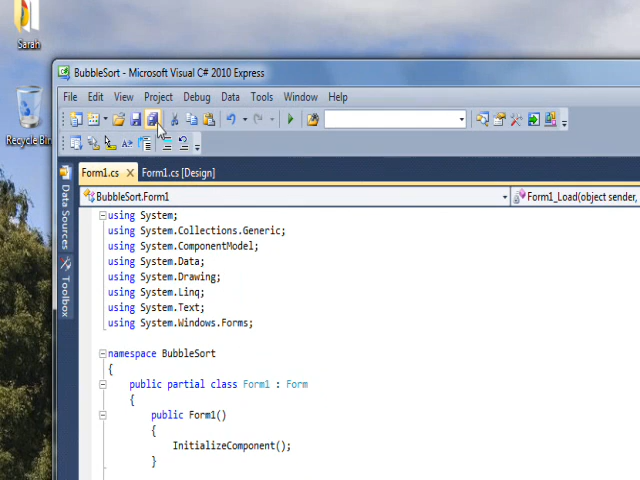 Sarah
BubbleSort - Microsoft Visual C# 2010 Express
File Edit View Project Debug Data Tools Window Help
Recycle Bin
Form1.cs Form1.cs [Design]
BubbleSort.Form1 Form1_Load(object sender,
Data Sources
Toolbox
using System;
using System.Collections.Generic;
using System.ComponentModel;
using System.Data;
using System.Drawing;
using System.Linq;
using System.Text;
using System.Windows.Forms;
namespace BubbleSort
{
public partial class Form1 : Form
{
public Form1()
{
InitializeComponent();
}